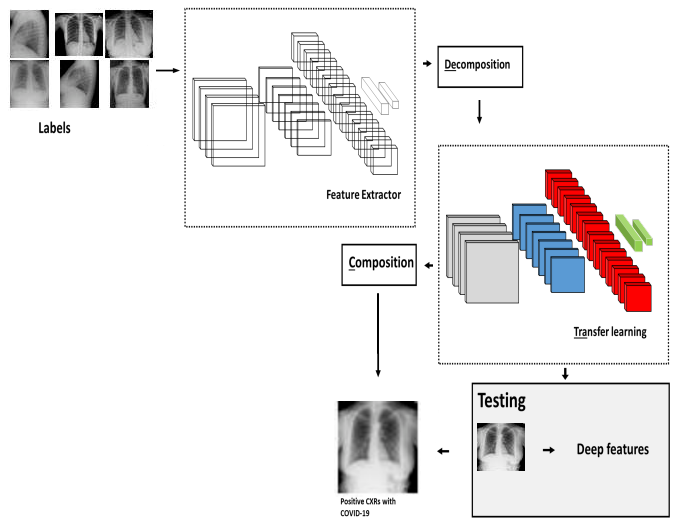 Labels
Feature Extractor
Decomposition
Transfer learning
Composition
Testing
Deep features
Positive CXRs with
COVID-19